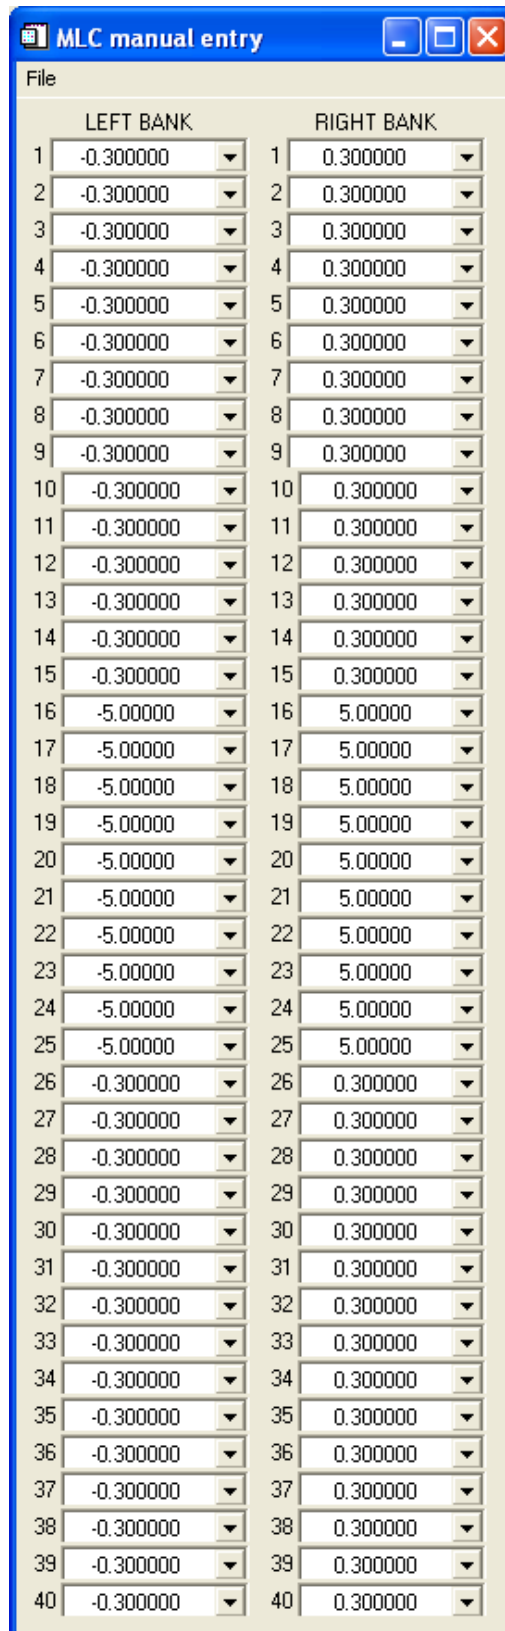 MLC manual entry
File
LEFT BANK RIGHT BANK
1 -0.300000 1 0.300000
2 -0.300000 2 0.300000
3 -0.300000 3 0.300000
4 -0.300000 4 0.300000
5 -0.300000 5 0.300000
6 -0.300000 6 0.300000
7 -0.300000 7 0.300000
8 -0.300000 8 0.300000
9 -0.300000 9 0.300000
10 -0.300000 10 0.300000
11 -0.300000 11 0.300000
12 -0.300000 12 0.300000
13 -0.300000 13 0.300000
14 -0.300000 14 0.300000
15 -0.300000 15 0.300000
16 -5.00000 16 5.00000
17 -5.00000 17 5.00000
18 -5.00000 18 5.00000
19 -5.00000 19 5.00000
20 -5.00000 20 5.00000
21 -5.00000 21 5.00000
22 -5.00000 22 5.00000
23 -5.00000 23 5.00000
24 -5.00000 24 5.00000
25 -5.00000 25 5.00000
26 -0.300000 26 0.300000
27 -0.300000 27 0.300000
28 -0.300000 28 0.300000
29 -0.300000 29 0.300000
30 -0.300000 30 0.300000
31 -0.300000 31 0.300000
32 -0.300000 32 0.300000
33 -0.300000 33 0.300000
34 -0.300000 34 0.300000
35 -0.300000 35 0.300000
36 -0.300000 36 0.300000
37 -0.300000 37 0.300000
38 -0.300000 38 0.300000
39 -0.300000 39 0.300000
40 -0.300000 40 0.300000